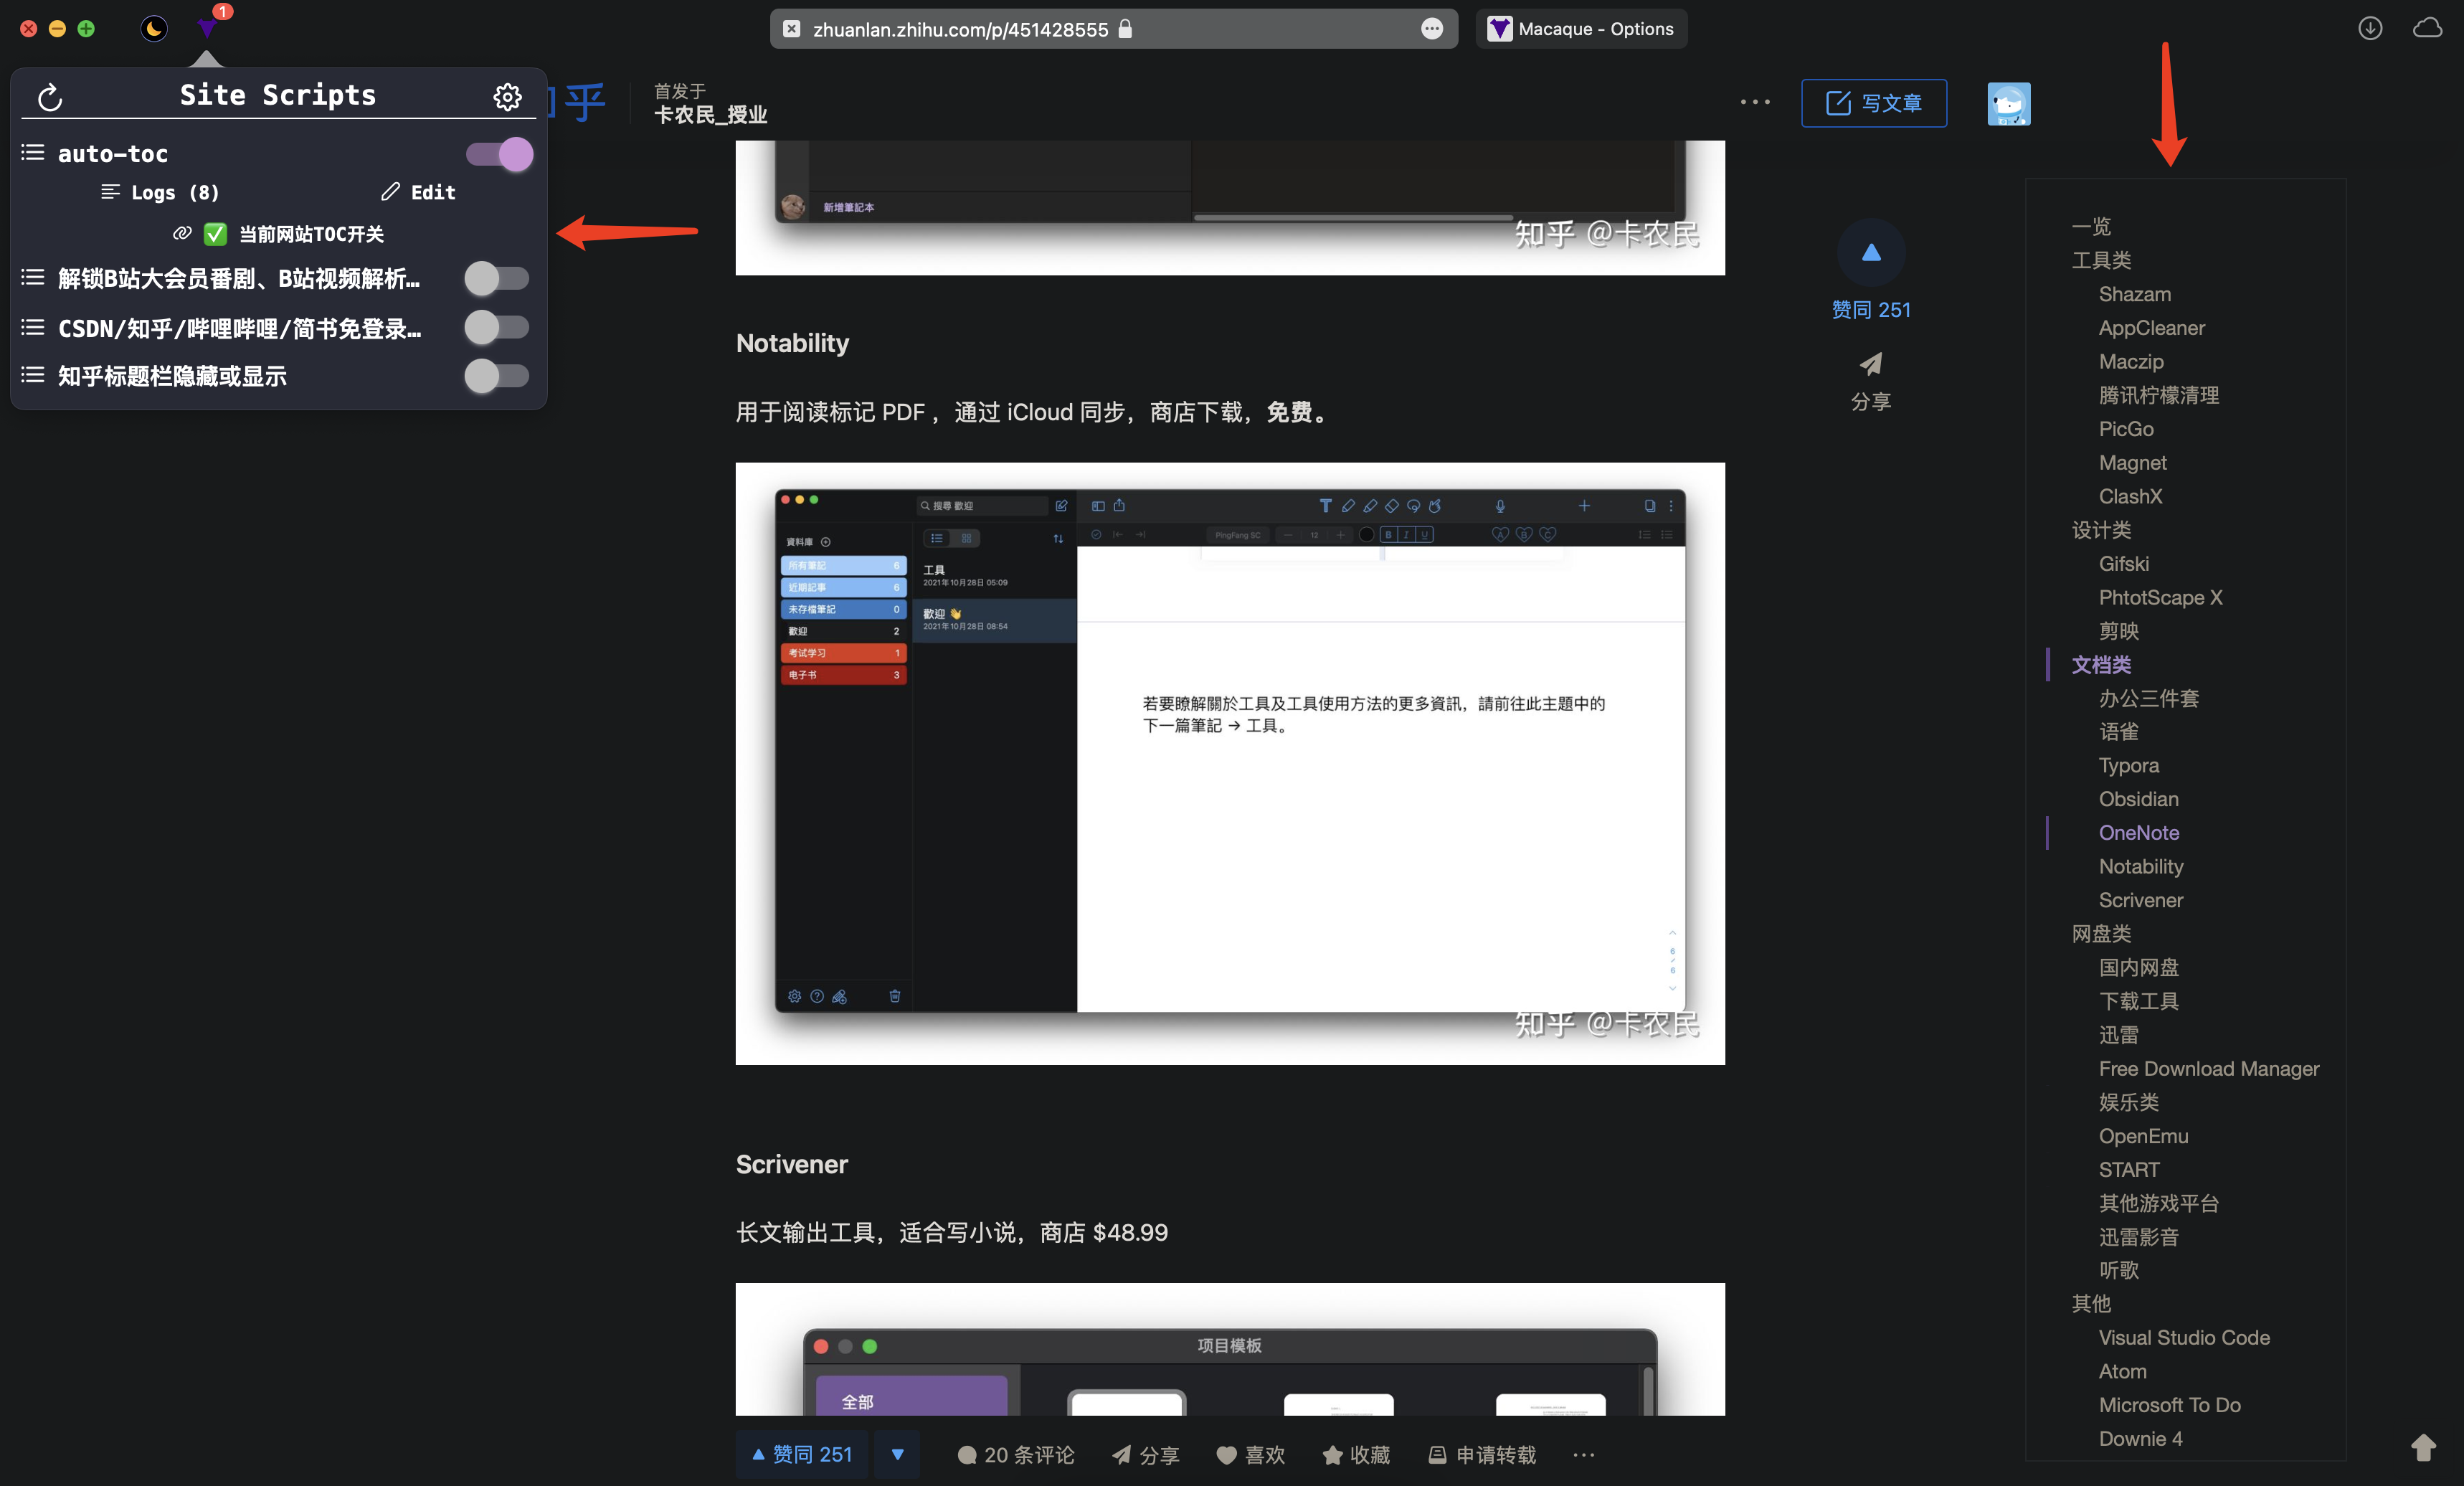 1
zhuanlan.zhihu.com/p/451428555
Macaque - Options
Site Scripts
auto-toc
Logs (8)
Edit
当前网站TOC开关
解锁B站大会员番剧、B站视频解析…
CSDN/知乎/哔哩哔哩/简书免登录…
知乎标题栏隐藏或显示
乎
首发于
卡农民_授业
写文章
新增筆記本
知乎 @卡农民
赞同 251
分享
Notability
用于阅读标记 PDF ，通过 iCloud 同步，商店下载，免费。
搜尋 歡迎
資料庫
所有筆記 6
近期記事 6
未存檔筆記 0
歡迎 2
考试学习 1
电子书 3
工具
2021年10月28日 05:09
歡迎 👋
2021年10月28日 08:54
PingFang SC
12
B I U
若要瞭解關於工具及工具使用方法的更多資訊，請前往此主題中的
下一篇筆記 → 工具。
6
6
知乎 @卡农民
Scrivener
长文输出工具，适合写小说，商店 $48.99
项目模板
全部
赞同 251
20 条评论
分享
喜欢
收藏
申请转载
一览
工具类
Shazam
AppCleaner
Maczip
腾讯柠檬清理
PicGo
Magnet
ClashX
设计类
Gifski
PhtotScape X
剪映
文档类
办公三件套
语雀
Typora
Obsidian
OneNote
Notability
Scrivener
网盘类
国内网盘
下载工具
迅雷
Free Download Manager
娱乐类
OpenEmu
START
其他游戏平台
迅雷影音
听歌
其他
Visual Studio Code
Atom
Microsoft To Do
Downie 4